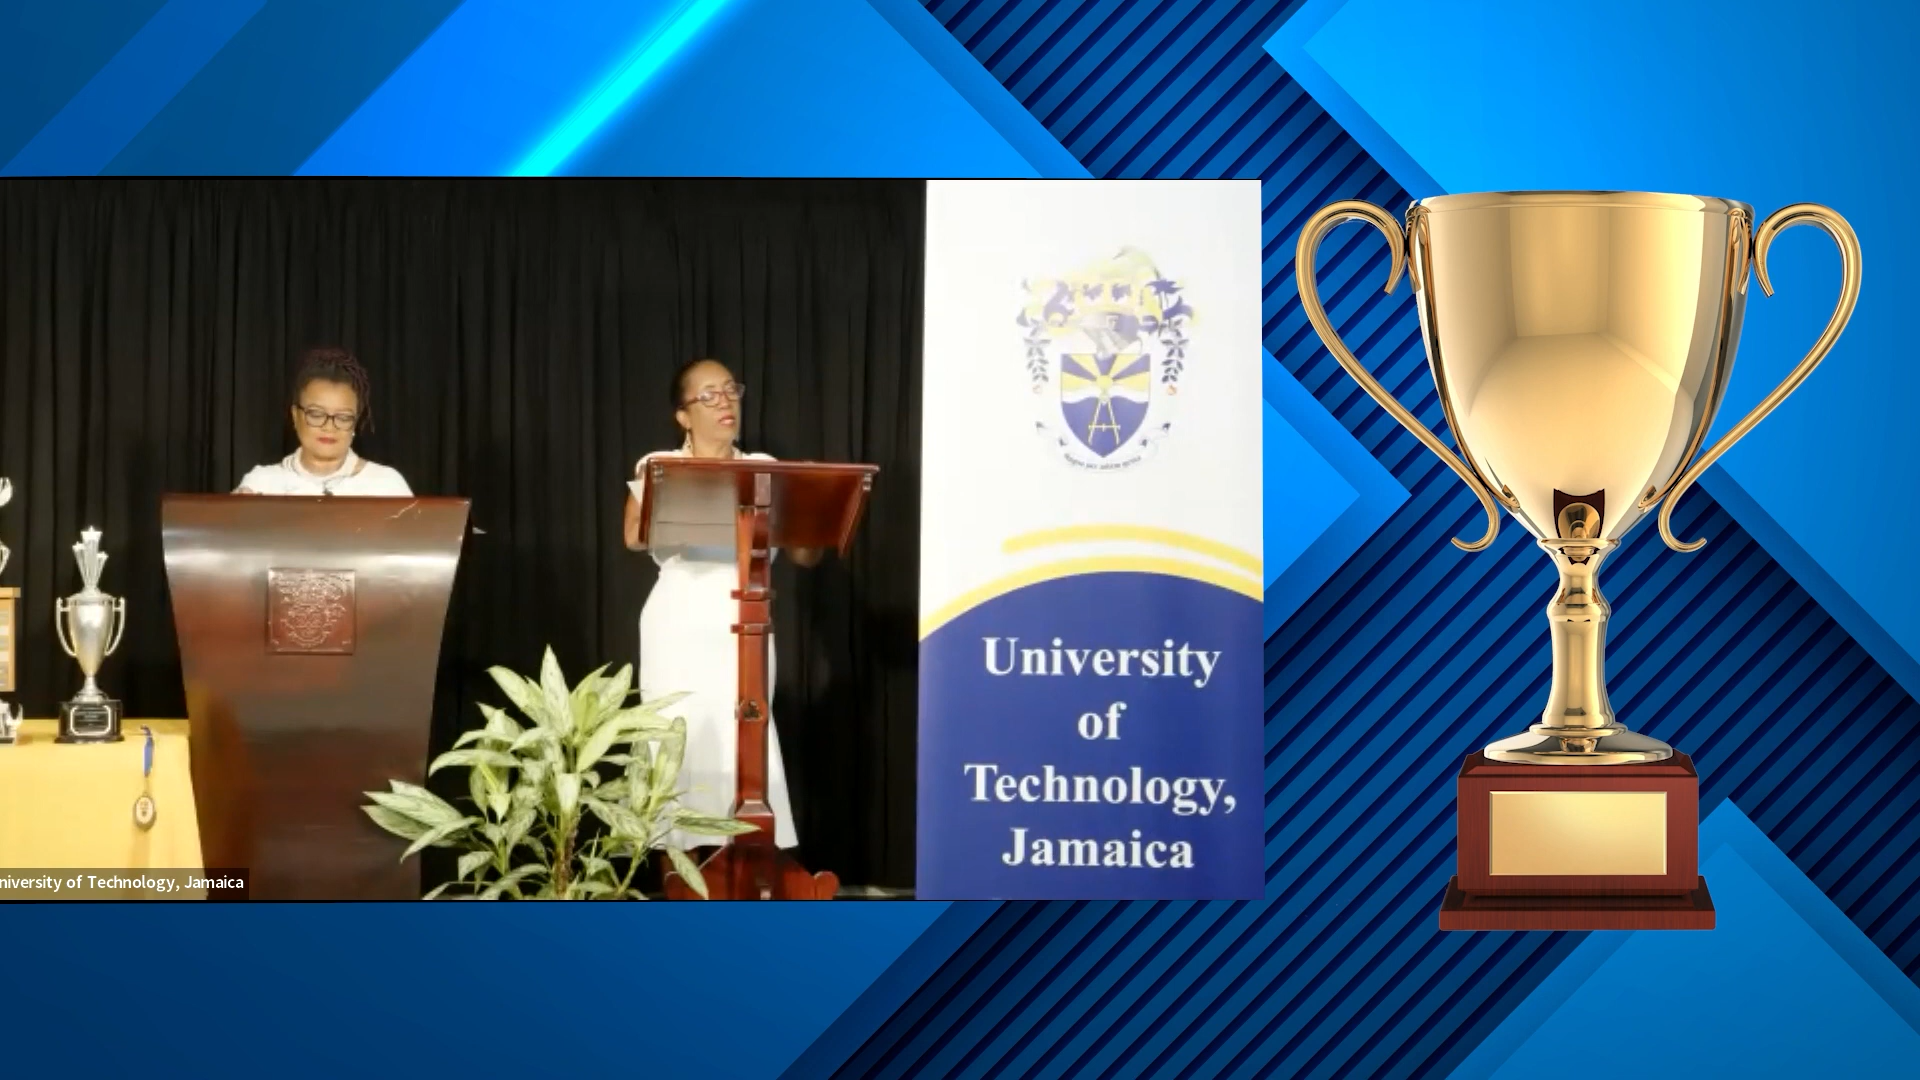 University
of
Technology,
Jamaica
niversity of Technology, Jamaica